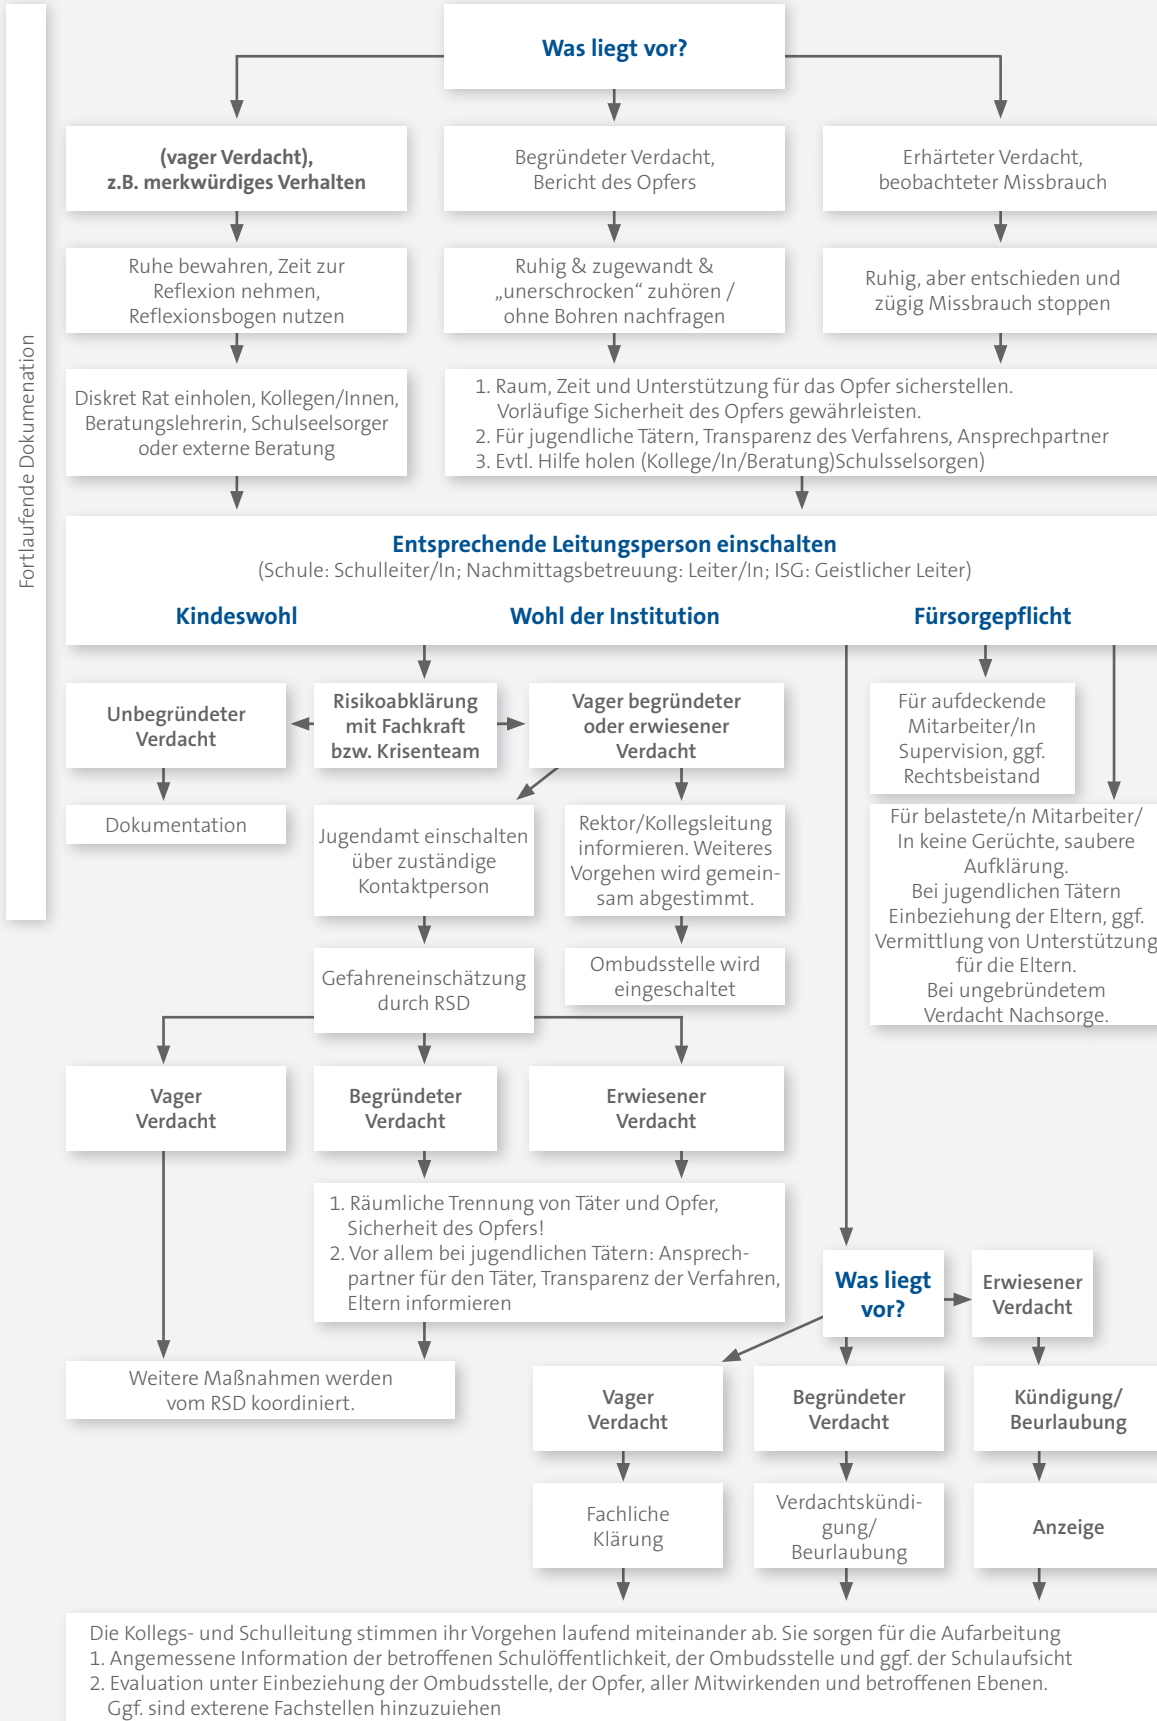 Fortlaufende Dokumenation
Was liegt vor?
(vager Verdacht),
z.B. merkwürdiges Verhalten
Begründeter Verdacht,
Bericht des Opfers
Erhärteter Verdacht,
beobachteter Missbrauch
Ruhe bewahren, Zeit zur
Reflexion nehmen,
Reflexionsbogen nutzen
Ruhig & zugewandt &
„unerschrocken“ zuhören /
ohne Bohren nachfragen
Ruhig, aber entschieden und
zügig Missbrauch stoppen
Diskret Rat einholen, Kollegen/Innen,
Beratungslehrerin, Schulseelsorger
oder externe Beratung
1. Raum, Zeit und Unterstützung für das Opfer sicherstellen.
Vorläufige Sicherheit des Opfers gewährleisten.
2. Für jugendliche Tätern, Transparenz des Verfahrens, Ansprechpartner
3. Evtl. Hilfe holen (Kollege/In/Beratung)Schulsselsorgen)
Entsprechende Leitungsperson einschalten
(Schule: Schulleiter/In; Nachmittagsbetreuung: Leiter/In; ISG: Geistlicher Leiter)
Kindeswohl
Wohl der Institution
Fürsorgepflicht
Unbegründeter
Verdacht
Risikoabklärung
mit Fachkraft
bzw. Krisenteam
Vager begründeter
oder erwiesener
Verdacht
Für aufdeckende
Mitarbeiter/In
Supervision, ggf.
Rechtsbeistand
Dokumentation
Jugendamt einschalten
über zuständige
Kontaktperson
Rektor/Kollegsleitung
informieren. Weiteres
Vorgehen wird gemein-
sam abgestimmt.
Für belastete/n Mitarbeiter/
In keine Gerüchte, saubere
Aufklärung.
Bei jugendlichen Tätern
Einbeziehung der Eltern, ggf.
Vermittlung von Unterstützung
für die Eltern.
Bei ungebründetem
Verdacht Nachsorge.
Gefahreneinschätzung
durch RSD
Ombudsstelle wird
eingeschaltet
Vager
Verdacht
Begründeter
Verdacht
Erwiesener
Verdacht
1. Räumliche Trennung von Täter und Opfer,
Sicherheit des Opfers!
2. Vor allem bei jugendlichen Tätern: Ansprech-
partner für den Täter, Transparenz der Verfahren,
Eltern informieren
Was liegt
vor?
Erwiesener
Verdacht
Weitere Maßnahmen werden
vom RSD koordiniert.
Vager
Verdacht
Begründeter
Verdacht
Kündigung/
Beurlaubung
Fachliche
Klärung
Verdachtskündi-
gung/
Beurlaubung
Anzeige
Die Kollegs- und Schulleitung stimmen ihr Vorgehen laufend miteinander ab. Sie sorgen für die Aufarbeitung
1. Angemessene Information der betroffenen Schulöffentlichkeit, der Ombudsstelle und ggf. der Schulaufsicht
2. Evaluation unter Einbeziehung der Ombudsstelle, der Opfer, aller Mitwirkenden und betroffenen Ebenen.
Ggf. sind exterene Fachstellen hinzuzuiehen